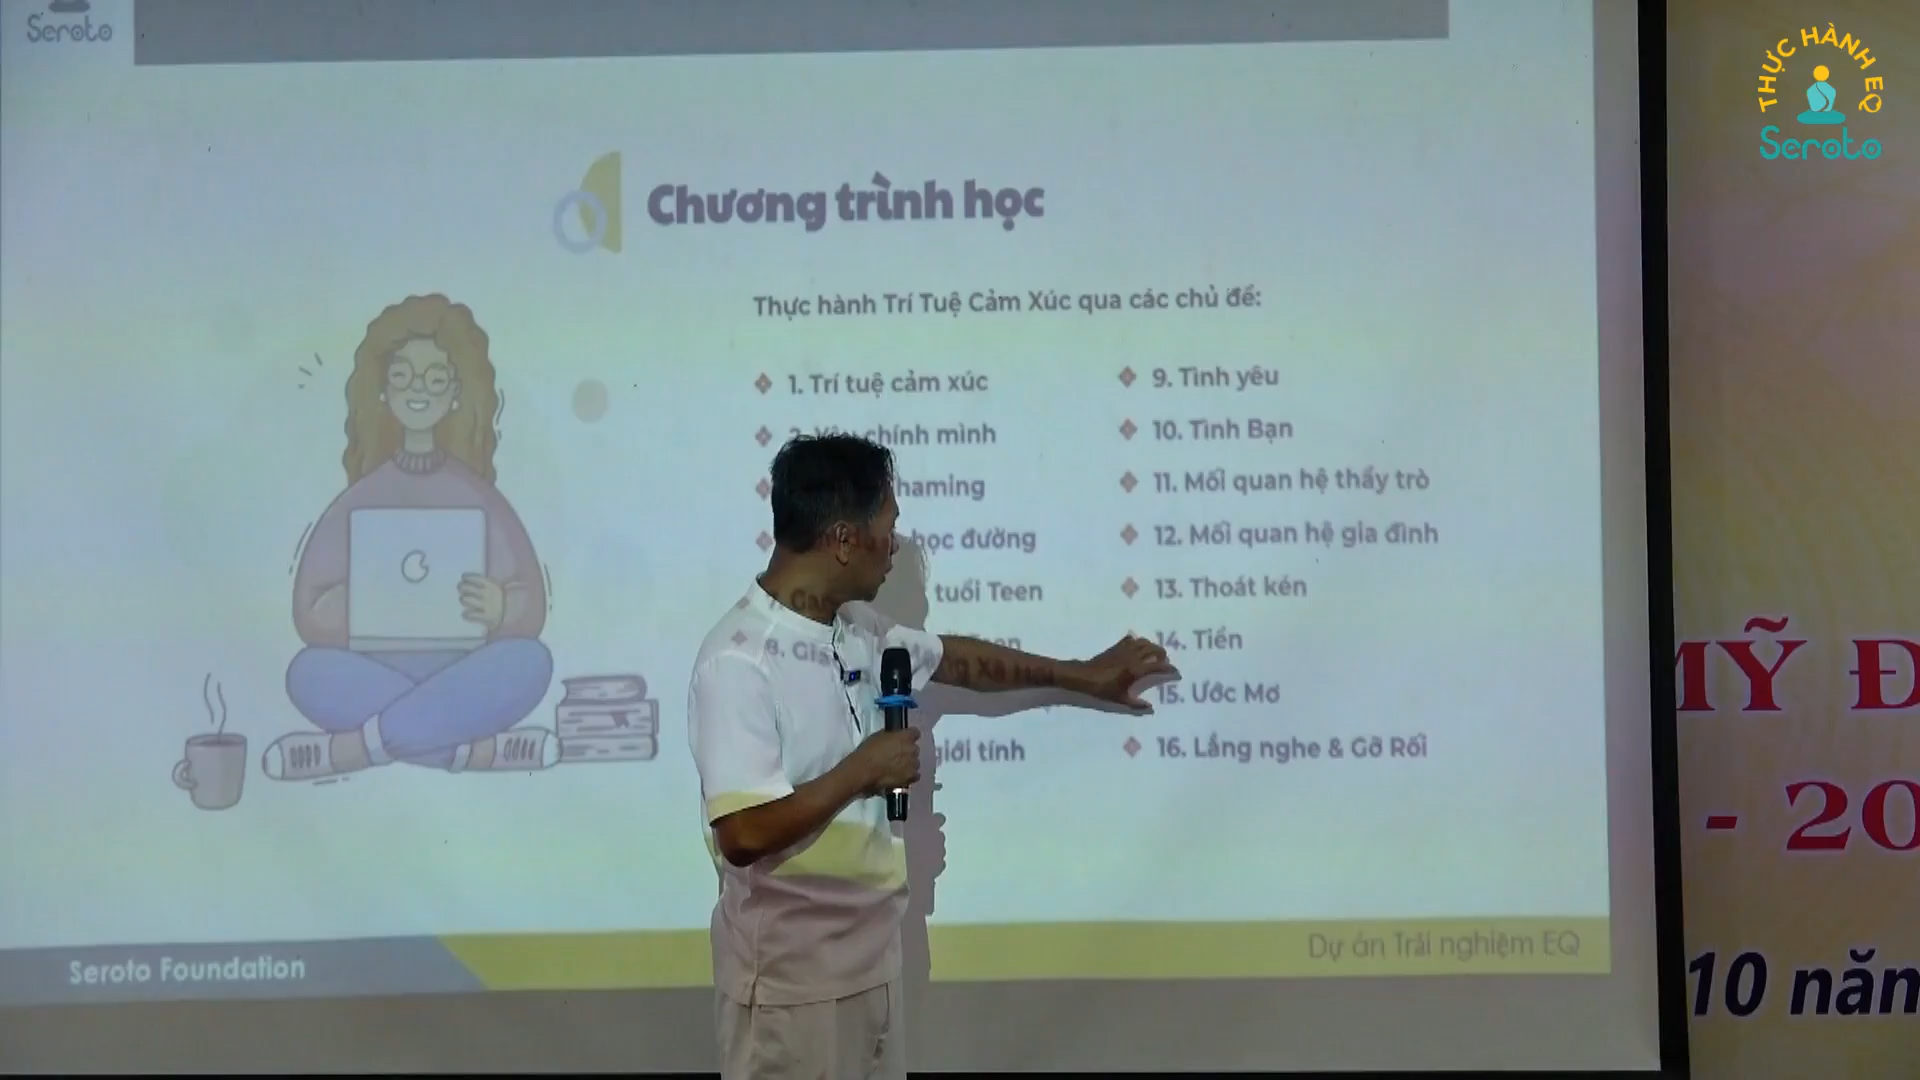 Seroto
THỰC HÀNH EQ
Seroto
Chương trình học
Thực hành Trí Tuệ Cảm Xúc qua các chủ đề:
1. Trí tuệ cảm xúc
chính mình
haming
học đường
tuổi Teen
8. Giá
giới tính
9. Tình yêu
10. Tình Bạn
11. Mối quan hệ thầy trò
12. Mối quan hệ gia đình
13. Thoát kén
14. Tiền
15. Ước Mơ
16. Lắng nghe & Gỡ Rối
Seroto Foundation
Dự án Trải nghiệm EQ
MỸ Đ
- 20
10 năm